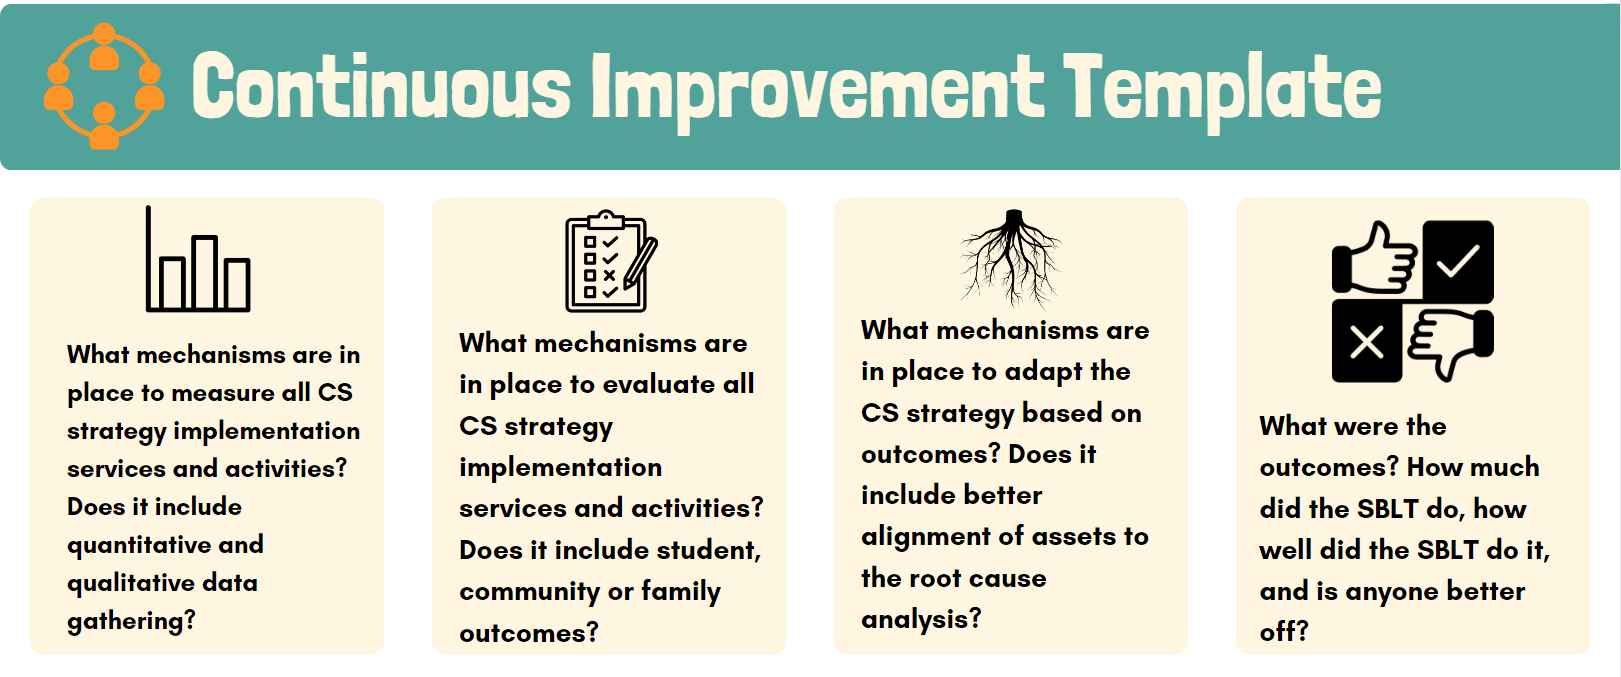 Continuous Improvement Template
What mechanisms are in
place to measure all CS
strategy implementation
services and activities?
Does it include
quantitative and
qualitative data
gathering?
What mechanisms are
in place to evaluate all
CS strategy
implementation
services and activities?
Does it include student,
community or family
outcomes?
What mechanisms are
in place to adapt the
CS strategy based on
outcomes? Does it
include better
alignment of assets to
the root cause
analysis?
What were the
outcomes? How much
did the SBLT do, how
well did the SBLT do it,
and is anyone better
off?